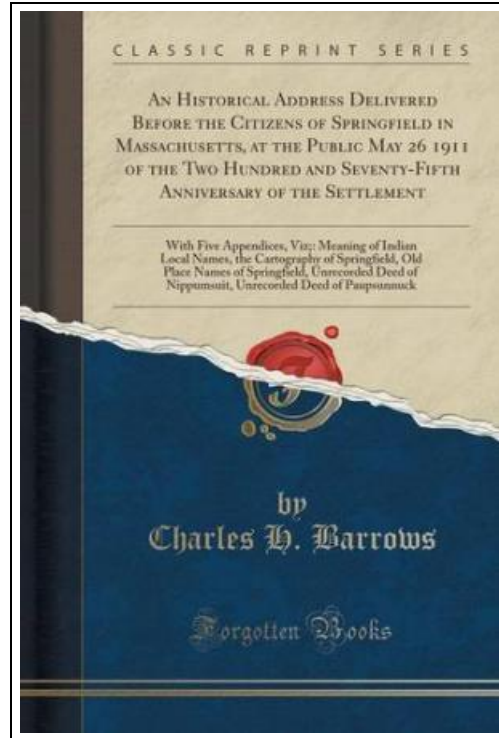 CLASSIC REPRINT SERIES
AN HISTORICAL ADDRESS DELIVERED
BEFORE THE CITIZENS OF SPRINGFIELD IN
MASSACHUSETTS, AT THE PUBLIC MAY 26 1911
OF THE TWO HUNDRED AND SEVENTY-FIFTH
ANNIVERSARY OF THE SETTLEMENT
With Five Appendices, Viz;: Meaning of Indian
Local Names, the Cartography of Springfield, Old
Place Names of Springfield, Unrecorded Deed of
Nippumsuit, Unrecorded Deed of Paupsunnuck
by
Charles H. Barrows
Forgotten Books